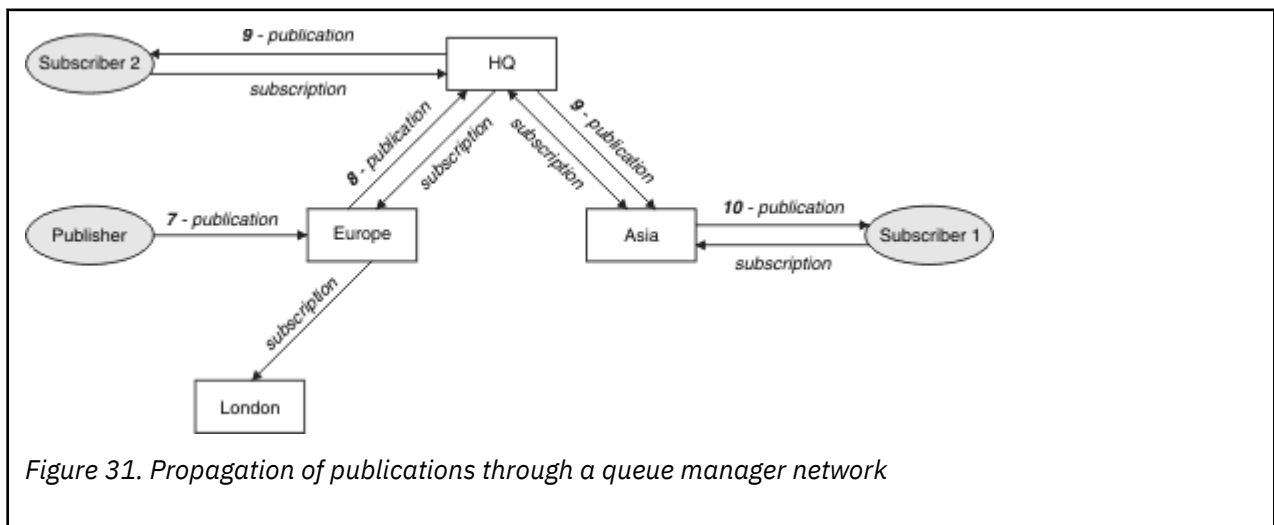 9 - publication
Subscriber 2
HQ
subscription
8 - publication
subscription
subscription
9 - publication
Publisher
7 - publication
Europe
Asia
10 - publication
Subscriber 1
subscription
subscription
London
Figure 31. Propagation of publications through a queue manager network